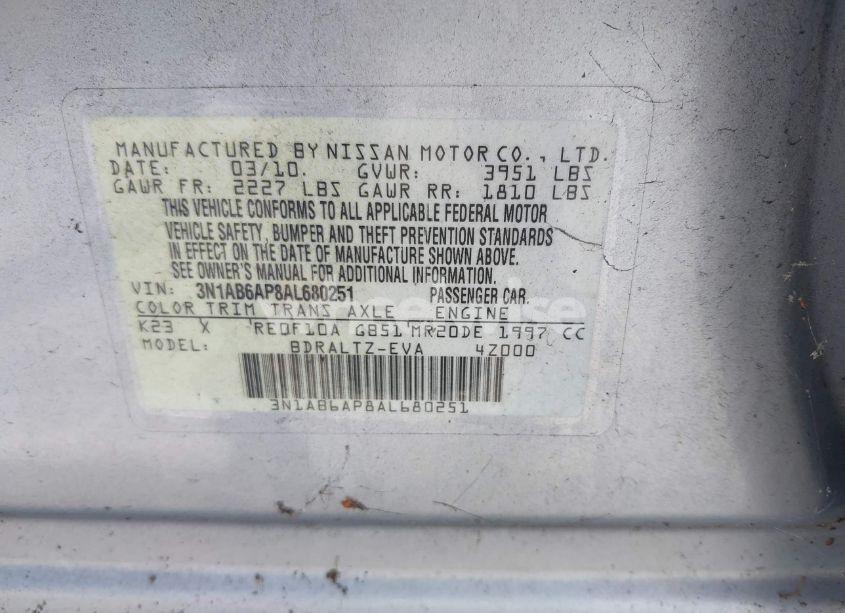 MANUFACTURED BY NISSAN MOTOR CO., LTD.
DATE: 03/10. GVWR: 3951 LBS
GAWR FR: 2227 LBS GAWR RR: 1810 LBS
THIS VEHICLE CONFORMS TO ALL APPLICABLE FEDERAL MOTOR
VEHICLE SAFETY, BUMPER AND THEFT PREVENTION STANDARDS
IN EFFECT ON THE DATE OF MANUFACTURE SHOWN ABOVE.
SEE OWNER'S MANUAL FOR ADDITIONAL INFORMATION.
VIN: 3N1AB6AP8AL680251 PASSENGER CAR.
COLOR TRIM TRANS AXLE ENGINE
K23 X RE0F10A GB51 MR20DE 1997 CC
MODEL: BDRALTZ-EVA 4Z000
3N1AB6AP8AL680251